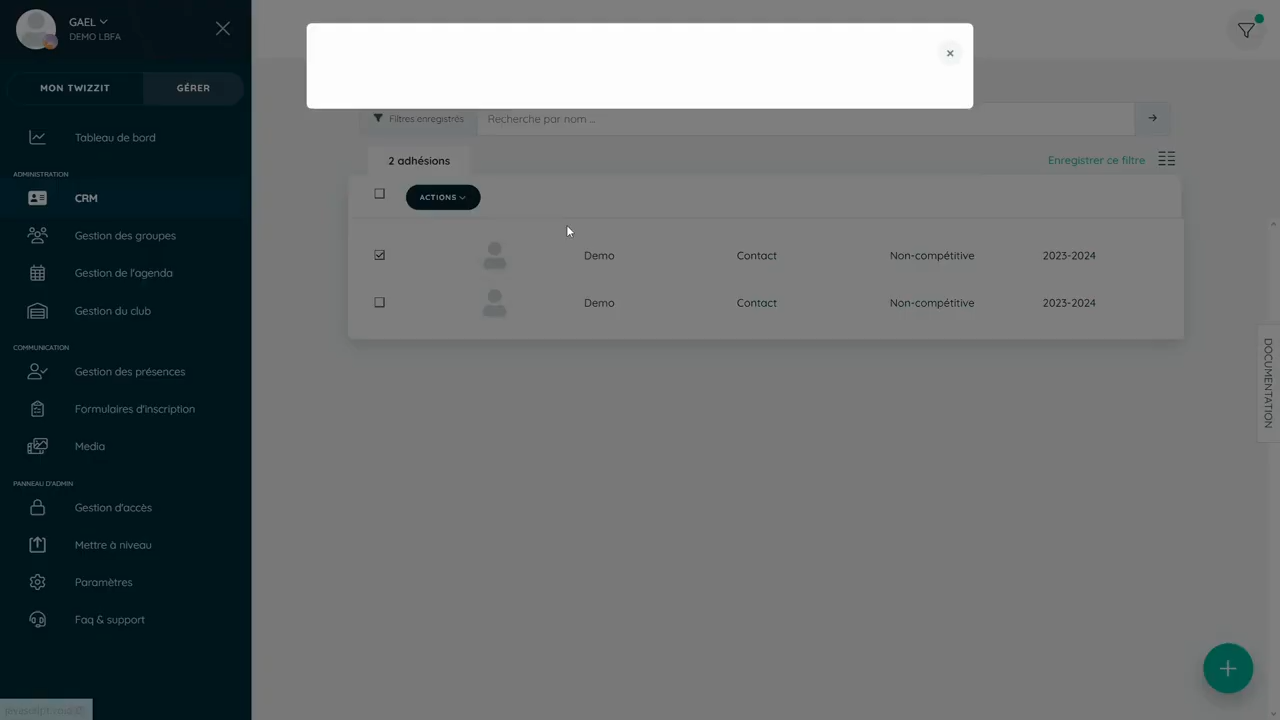 GAEL
DEMO LBFA
MON TWIZZIT
GÉRER
Tableau de bord
ADMINISTRATION
CRM
Gestion des groupes
Gestion de l'agenda
Gestion du club
COMMUNICATION
Gestion des présences
Formulaires d'inscription
Media
PANNEAU D'ADMIN
Gestion d'accès
Mettre à niveau
Paramètres
Faq & support
Filtres enregistrés
Recherche par nom ...
2 adhésions
Enregistrer ce filtre
ACTIONS
Demo Contact Non-compétitive 2023-2024
Demo Contact Non-compétitive 2023-2024
DOCUMENTATION